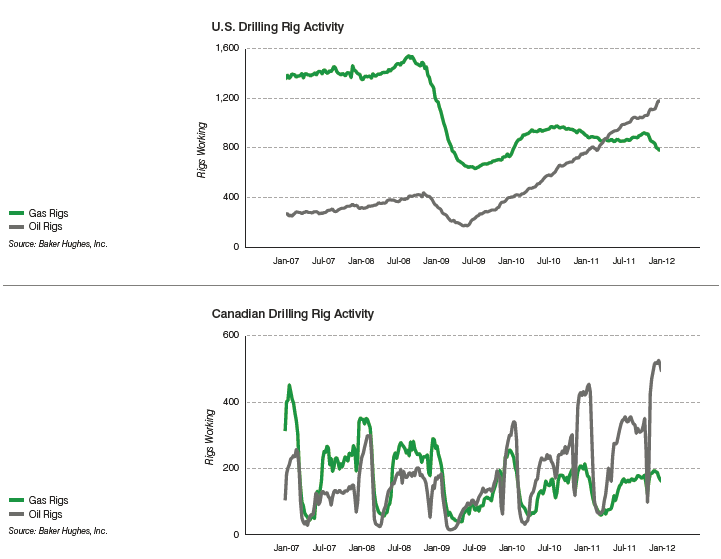 U.S. Drilling Rig Activity
1,600
1,200
800
400
0
Rigs Working
Jan-07 Jul-07 Jan-08 Jul-08 Jan-09 Jul-09 Jan-10 Jul-10 Jan-11 Jul-11 Jan-12
Gas Rigs
Oil Rigs
Source: Baker Hughes, Inc.
Canadian Drilling Rig Activity
600
400
200
0
Rigs Working
Jan-07 Jul-07 Jan-08 Jul-08 Jan-09 Jul-09 Jan-10 Jul-10 Jan-11 Jul-11 Jan-12
Gas Rigs
Oil Rigs
Source: Baker Hughes, Inc.